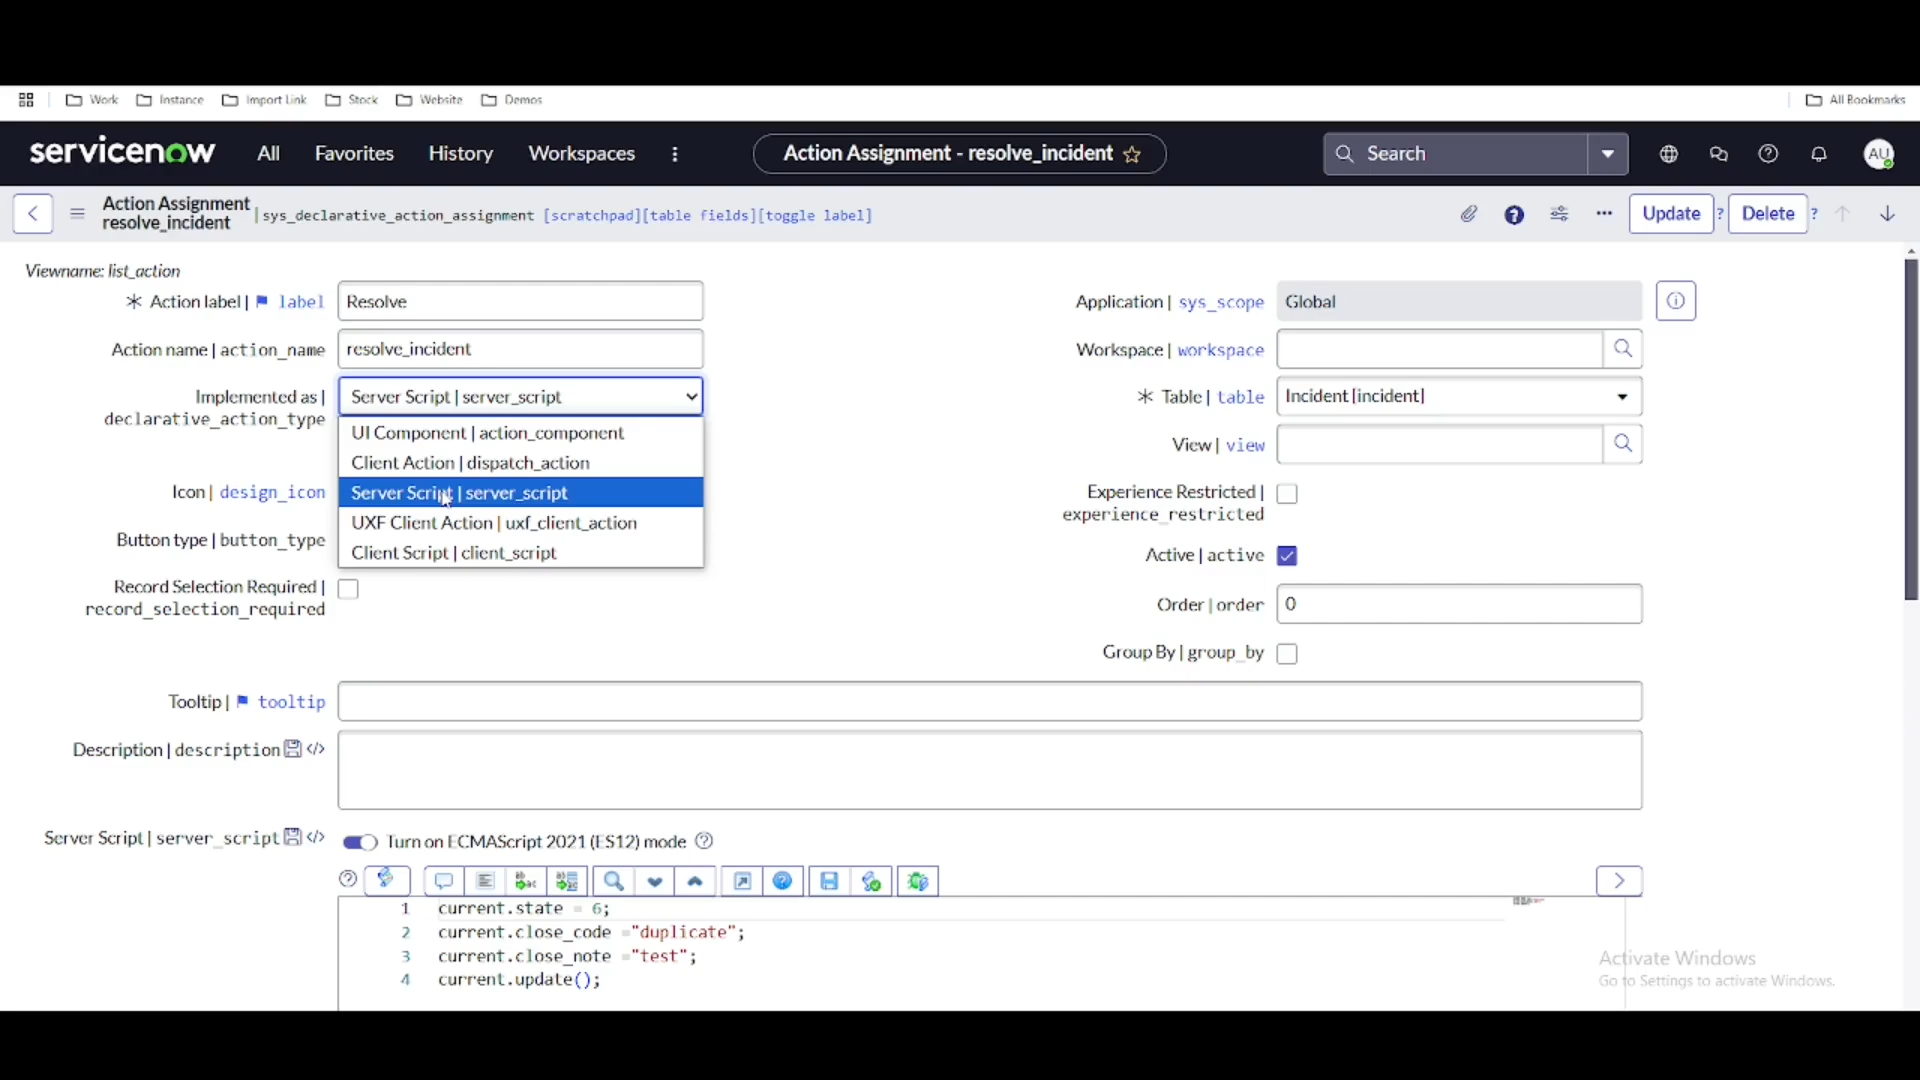 Work Instance Import Link Stock Website Demos All Bookmarks
servicenow All Favorites History Workspaces Action Assignment - resolve_incident Search AU
Action Assignment
resolve_incident | sys_declarative_action_assignment [scratchpad][table fields][toggle label] Update ? Delete ?
Viewname: list_action
Action label | label Resolve
Application | sys_scope Global
Action name | action_name resolve_incident
Workspace | workspace
Implemented as |
declarative_action_type Server Script | server_script
Table | table Incident [incident]
UI Component | action_component
Client Action | dispatch_action
Server Script | server_script
UXF Client Action | uxf_client_action
Client Script | client_script
View | view
Icon | design_icon
Experience Restricted |
experience_restricted
Button type | button_type
Active | active
Record Selection Required |
record_selection_required
Order | order 0
Group By | group_by
Tooltip | tooltip
Description | description </>
Server Script | server_script </> Turn on ECMAScript 2021 (ES12) mode
1 current.state = 6;
2 current.close_code ="duplicate";
3 current.close_note ="test";
4 current.update();
Activate Windows
Go to Settings to activate Windows.